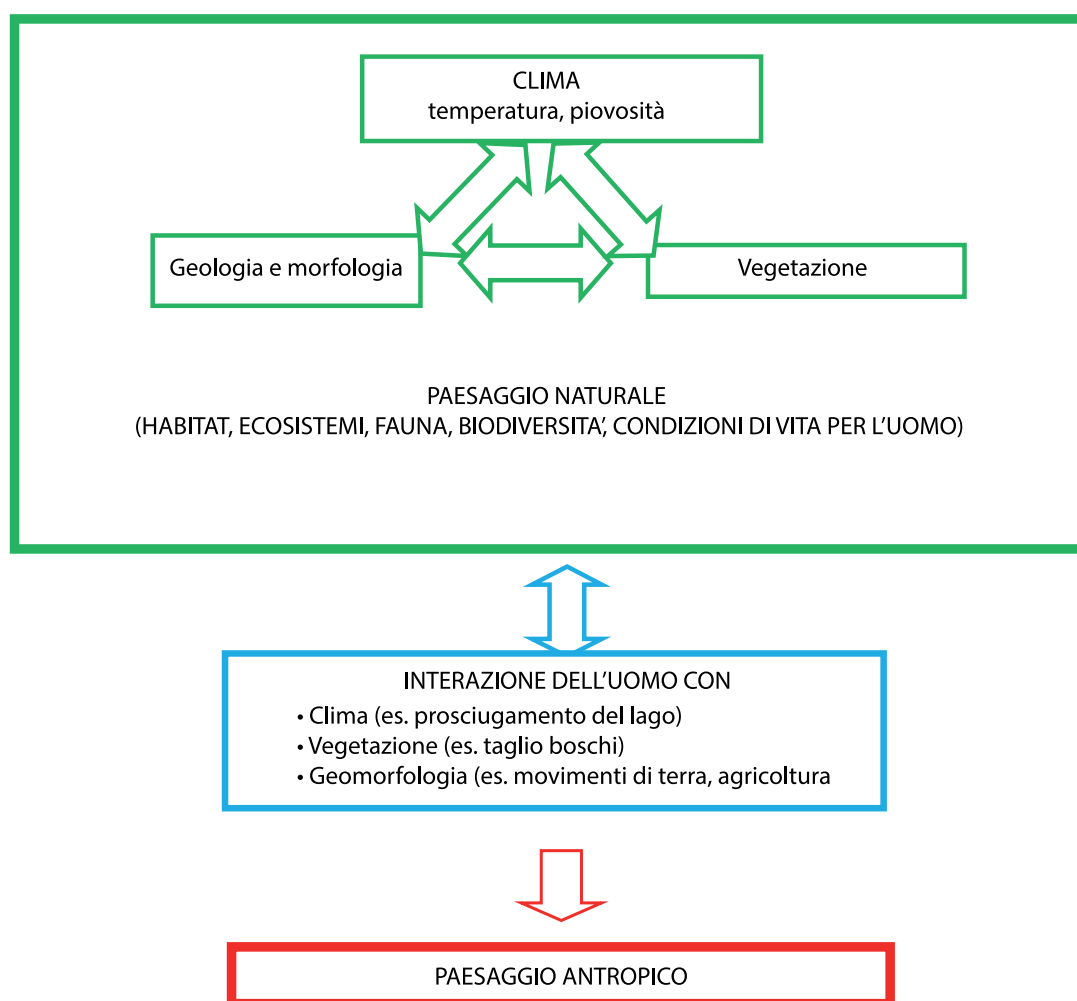 CLIMA
temperatura, piovosità
Geologia e morfologia
Vegetazione
PAESAGGIO NATURALE
(HABITAT, ECOSISTEMI, FAUNA, BIODIVERSITA’, CONDIZIONI DI VITA PER L’UOMO)
INTERAZIONE DELL’UOMO CON
• Clima (es. prosciugamento del lago)
• Vegetazione (es. taglio boschi)
• Geomorfologia (es. movimenti di terra, agricoltura
PAESAGGIO ANTROPICO